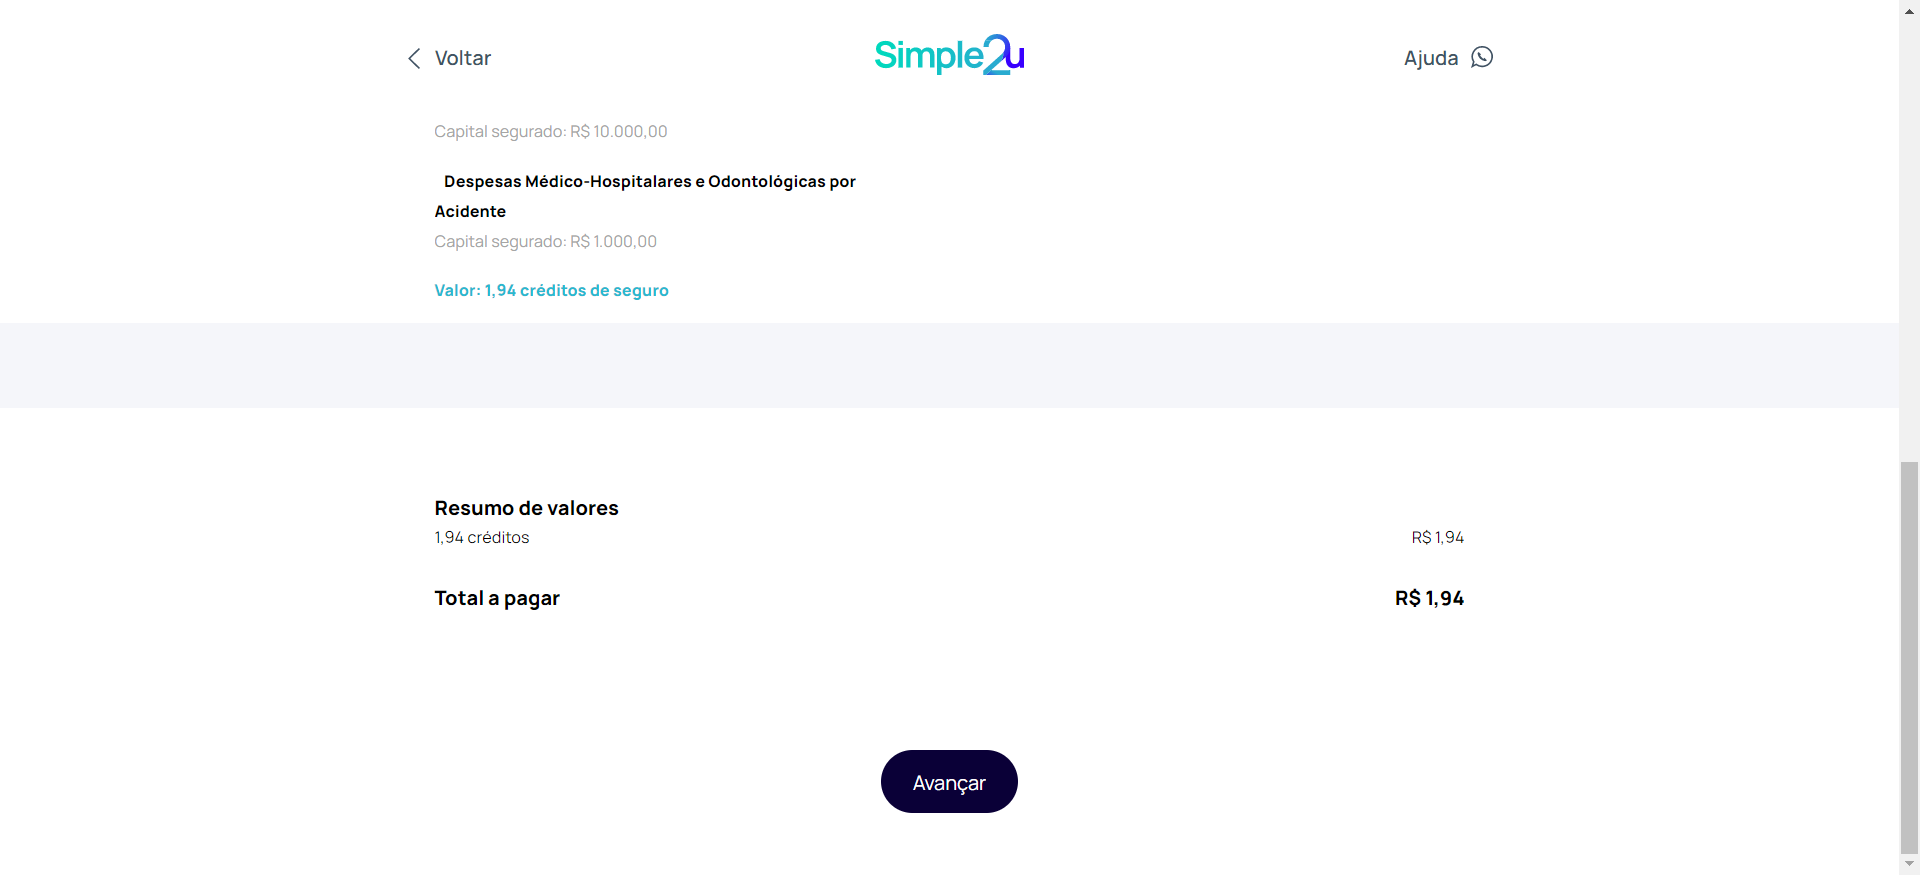 Voltar
Simple2u
Ajuda
Capital segurado: R$ 10.000,00
Despesas Médico-Hospitalares e Odontológicas por
Acidente
Capital segurado: R$ 1.000,00
Valor: 1,94 créditos de seguro
Resumo de valores
1,94 créditos
R$ 1,94
Total a pagar
R$ 1,94
Avançar